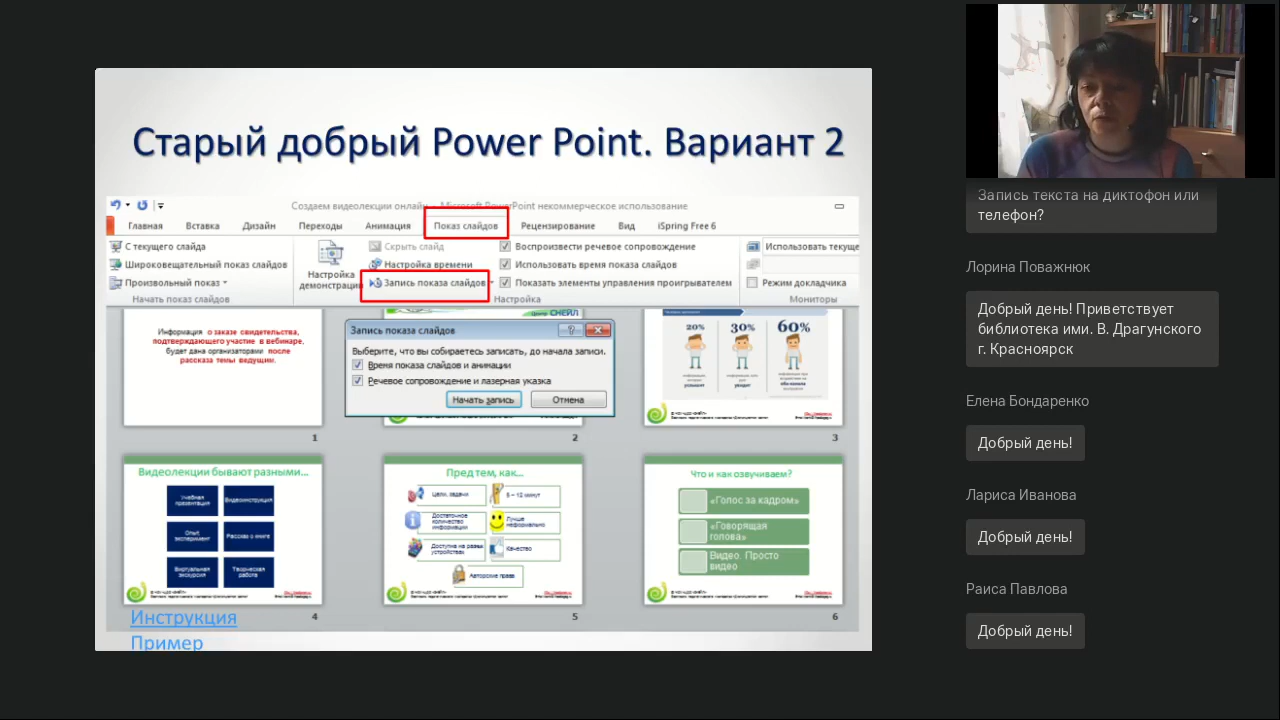 Старый добрый Power Point. Вариант 2
Создаем видеолекции онлайн - Microsoft PowerPoint некоммерческое использование
Главная Вставка Дизайн Переходы Анимация Показ слайдов Рецензирование Вид iSpring Free 6
С текущего слайда
Широковещательный показ слайдов
Произвольный показ
Начать показ слайдов
Настройка
демонстрации
Скрыть слайд
Настройка времени
Запись показа слайдов
Воспроизвести речевое сопровождение
Использовать время показа слайдов
Показать элементы управления проигрывателем
Настройка
Использовать текуще
Режим докладчика
Мониторы
Информация о заказе свидетельства,
подтверждающего участие в вебинаре,
будет дана организаторами после
рассказа темы ведущим.
1
Центр СНЕЙЛ
Запись показа слайдов
Выберите, что вы собираетесь записать, до начала записи.
Время показа слайдов и анимации
Речевое сопровождение и лазерная указка
Начать запись Отмена
2
20% 30% 60%
услышит
увидит
3
Видеолекции бывают разными...
Учебная
презентация
Видеоинструкция
Опыт,
эксперимент
Рассказ о книге
Виртуальная
экскурсия
Творческая
работа
4
Пред тем, как...
Цели, задачи
5 – 12 минут
Достаточное
количество
информации
Лучше
неформально
Доступна на разных
устройствах
Качество
Авторские права
5
Что и как озвучиваем?
«Голос за кадром»
«Говорящая
голова»
Видео. Просто
видео
6
Инструкция
Пример
Запись текста на диктофон или
телефон?
Лорина Поважнюк
Добрый день! Приветствует
библиотека ими. В. Драгунского
г. Красноярск
Елена Бондаренко
Добрый день!
Лариса Иванова
Добрый день!
Раиса Павлова
Добрый день!